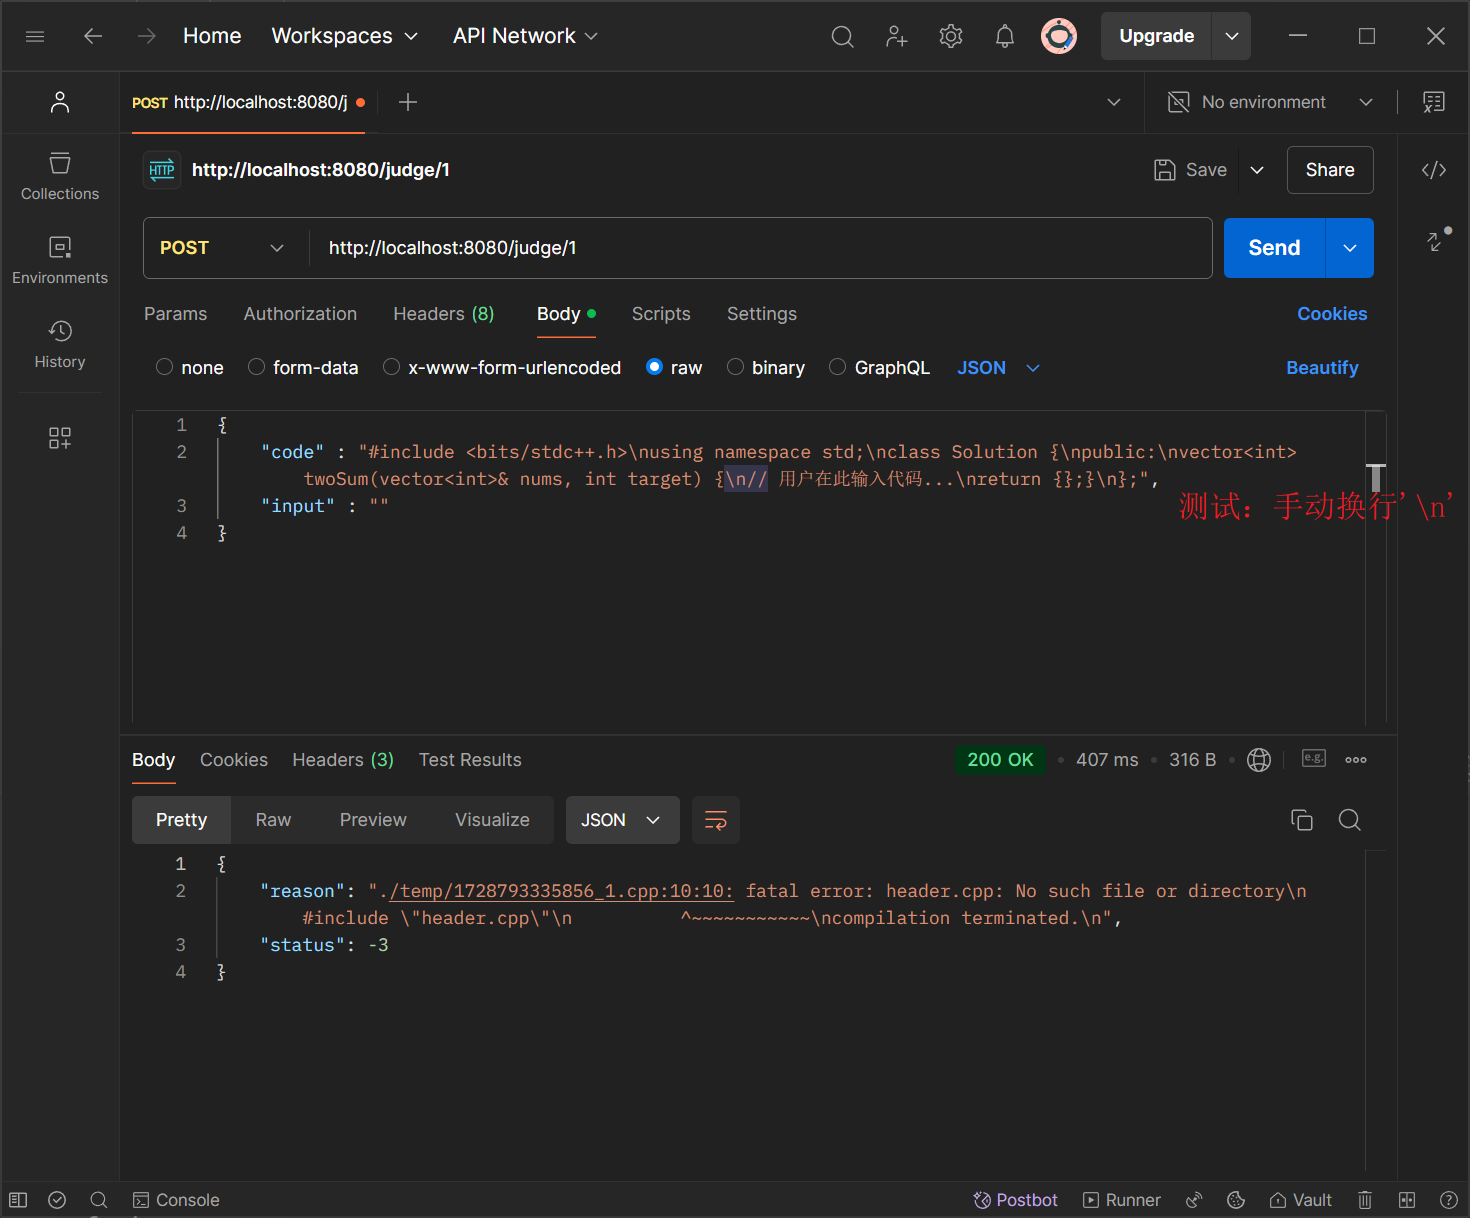 Home Workspaces API Network Upgrade
POST http://localhost:8080/j No environment
HTTP http://localhost:8080/judge/1 Save Share
Collections
POST http://localhost:8080/judge/1 Send
Environments
Params Authorization Headers (8) Body Scripts Settings Cookies
History
none form-data x-www-form-urlencoded raw binary GraphQL JSON Beautify
1 {
2 "code" : "#include <bits/stdc++.h>\nusing namespace std;\nclass Solution {\npublic:\nvector<int>
twoSum(vector<int>& nums, int target) {\n// 用户在此输入代码...\nreturn {};}\n};",
3 "input" : ""
测试：手动换行'\n'
4 }
Body Cookies Headers (3) Test Results 200 OK • 407 ms • 316 B e.g.
Pretty Raw Preview Visualize JSON
1 {
2 "reason": "./temp/1728793335856_1.cpp:10:10: fatal error: header.cpp: No such file or directory\n
#include \"header.cpp\"\n          ^~~~~~~~~~~~\ncompilation terminated.\n",
3 "status": -3
4 }
Console Postbot Runner Vault